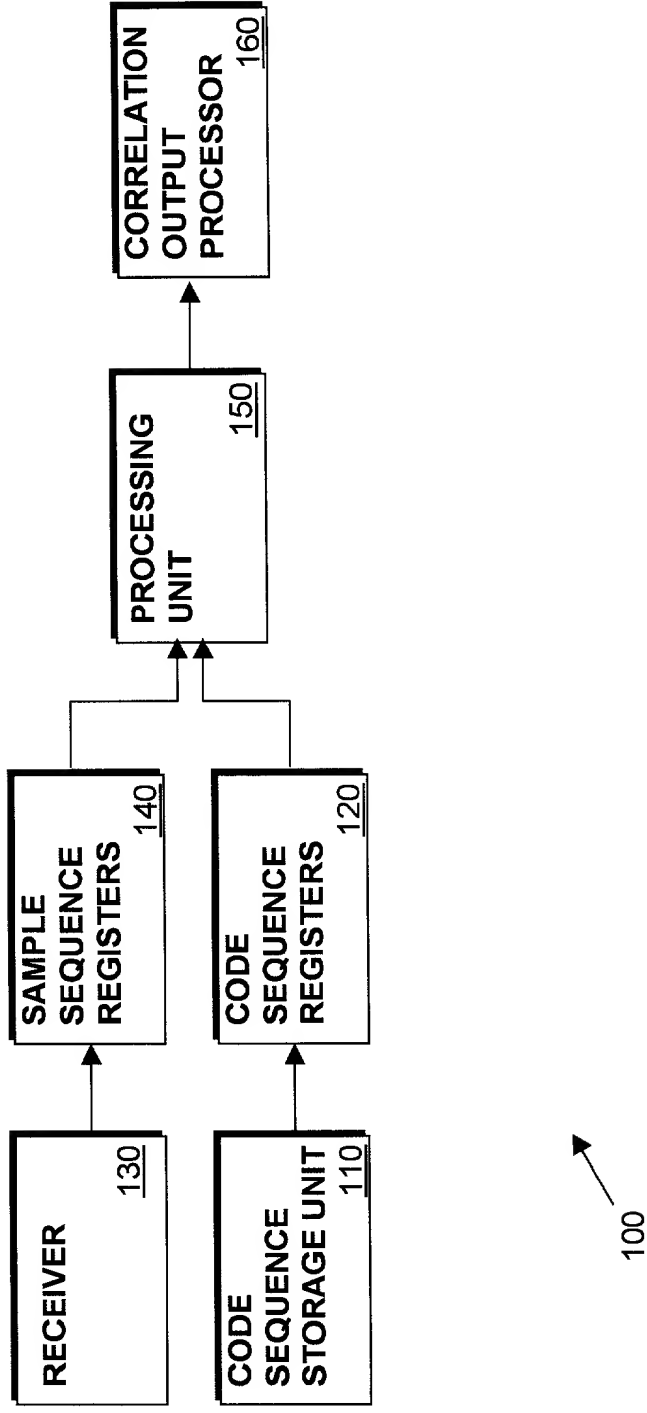 RECEIVER
130
SAMPLE
SEQUENCE
REGISTERS
140
CODE
SEQUENCE
STORAGE UNIT
110
CODE
SEQUENCE
REGISTERS
120
PROCESSING
UNIT
150
CORRELATION
OUTPUT
PROCESSOR
160
100